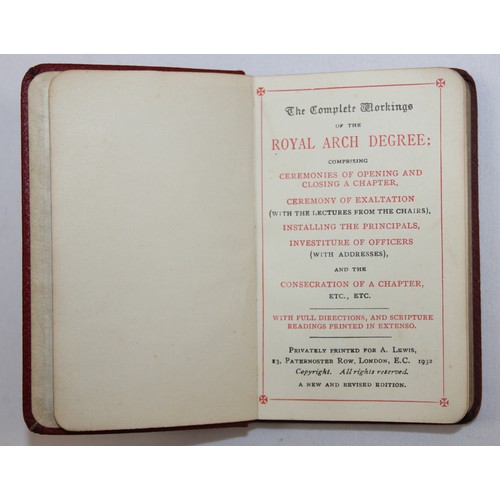 The Complete Workings
OF THE
ROYAL ARCH DEGREE:
COMPRISING
CEREMONIES OF OPENING AND
CLOSING A CHAPTER,
CEREMONY OF EXALTATION
(WITH THE LECTURES FROM THE CHAIRS),
INSTALLING THE PRINCIPALS,
INVESTITURE OF OFFICERS
(WITH ADDRESSES),
AND THE
CONSECRATION OF A CHAPTER,
ETC., ETC.
WITH FULL DIRECTIONS, AND SCRIPTURE
READINGS PRINTED IN EXTENSO.
PRIVATELY PRINTED FOR A. LEWIS,
13, PATERNOSTER ROW, LONDON, E.C. 1932
Copyright. All rights reserved.
A NEW AND REVISED EDITION.